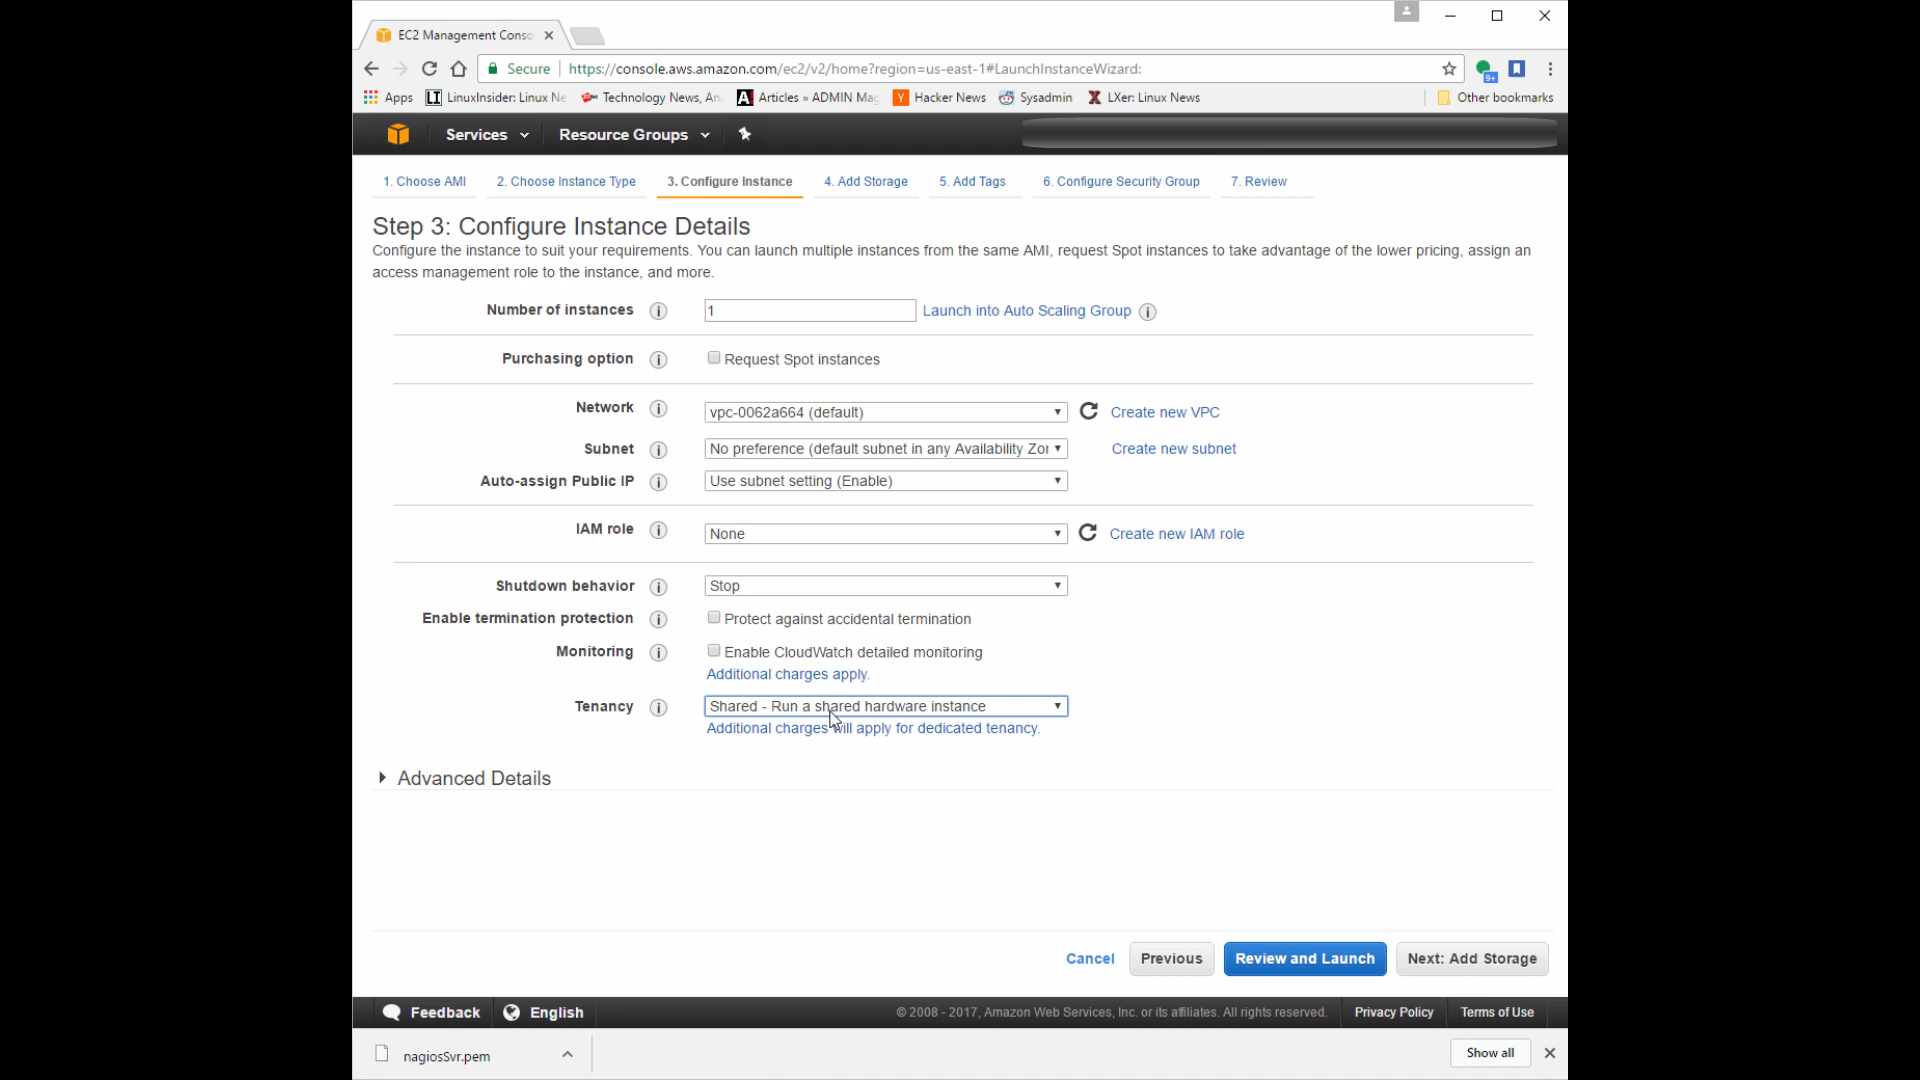 EC2 Management Conso
Secure https://console.aws.amazon.com/ec2/v2/home?region=us-east-1#LaunchInstanceWizard:
9+
Apps LinuxInsider: Linux Ne Technology News, An Articles » ADMIN Mag Hacker News Sysadmin LXer: Linux News Other bookmarks
Services Resource Groups
1. Choose AMI 2. Choose Instance Type 3. Configure Instance 4. Add Storage 5. Add Tags 6. Configure Security Group 7. Review
Step 3: Configure Instance Details
Configure the instance to suit your requirements. You can launch multiple instances from the same AMI, request Spot instances to take advantage of the lower pricing, assign an
access management role to the instance, and more.
Number of instances 1 Launch into Auto Scaling Group
Purchasing option Request Spot instances
Network vpc-0062a664 (default) Create new VPC
Subnet No preference (default subnet in any Availability Zor Create new subnet
Auto-assign Public IP Use subnet setting (Enable)
IAM role None Create new IAM role
Shutdown behavior Stop
Enable termination protection Protect against accidental termination
Monitoring Enable CloudWatch detailed monitoring
Additional charges apply.
Tenancy Shared - Run a shared hardware instance
Additional charges will apply for dedicated tenancy.
Advanced Details
Cancel Previous Review and Launch Next: Add Storage
Feedback English © 2008 - 2017, Amazon Web Services, Inc. or its affiliates. All rights reserved. Privacy Policy Terms of Use
nagiosSvr.pem Show all